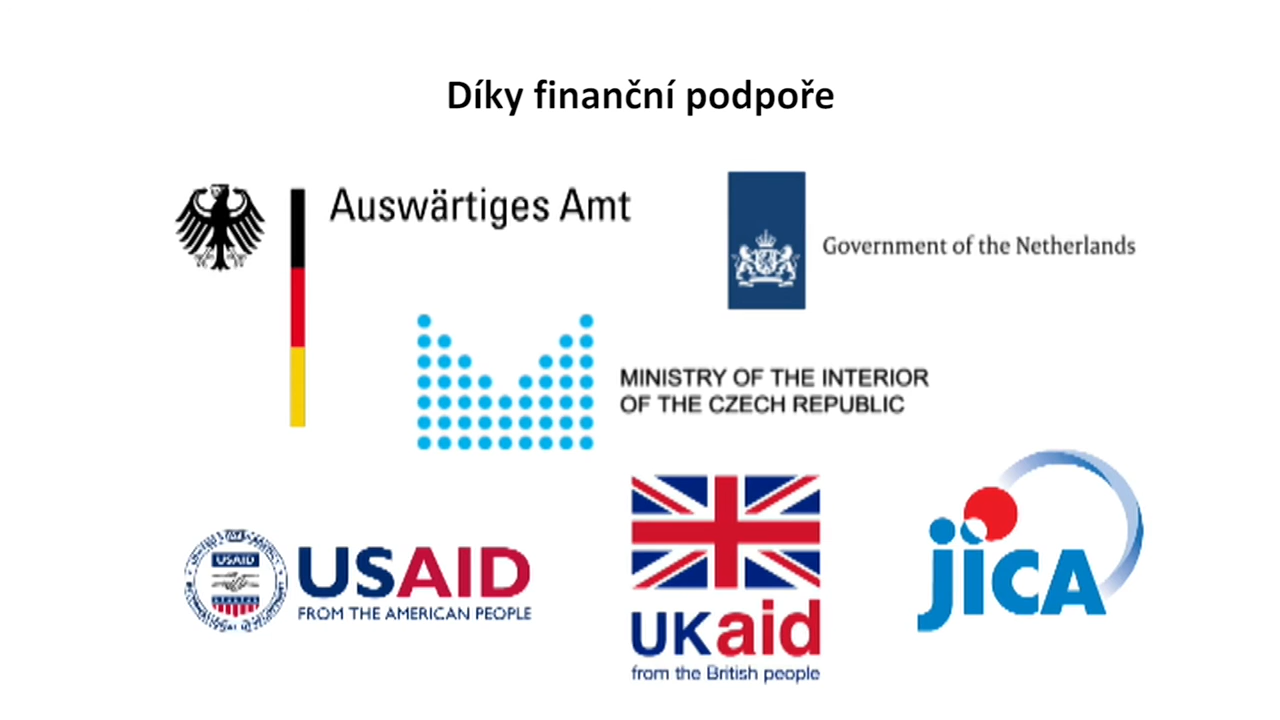 Díky finanční podpoře
Auswärtiges Amt
Government of the Netherlands
MINISTRY OF THE INTERIOR
OF THE CZECH REPUBLIC
USAID
USAID
FROM THE AMERICAN PEOPLE
UKaid
from the British people
jica